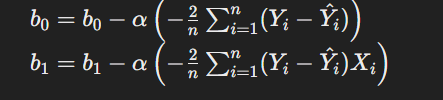 b₀ = b₀ − α (−2/n ∑ᵢ₌₁ⁿ (Yᵢ − Ŷᵢ))
b₁ = b₁ − α (−2/n ∑ᵢ₌₁ⁿ (Yᵢ − Ŷᵢ)Xᵢ)